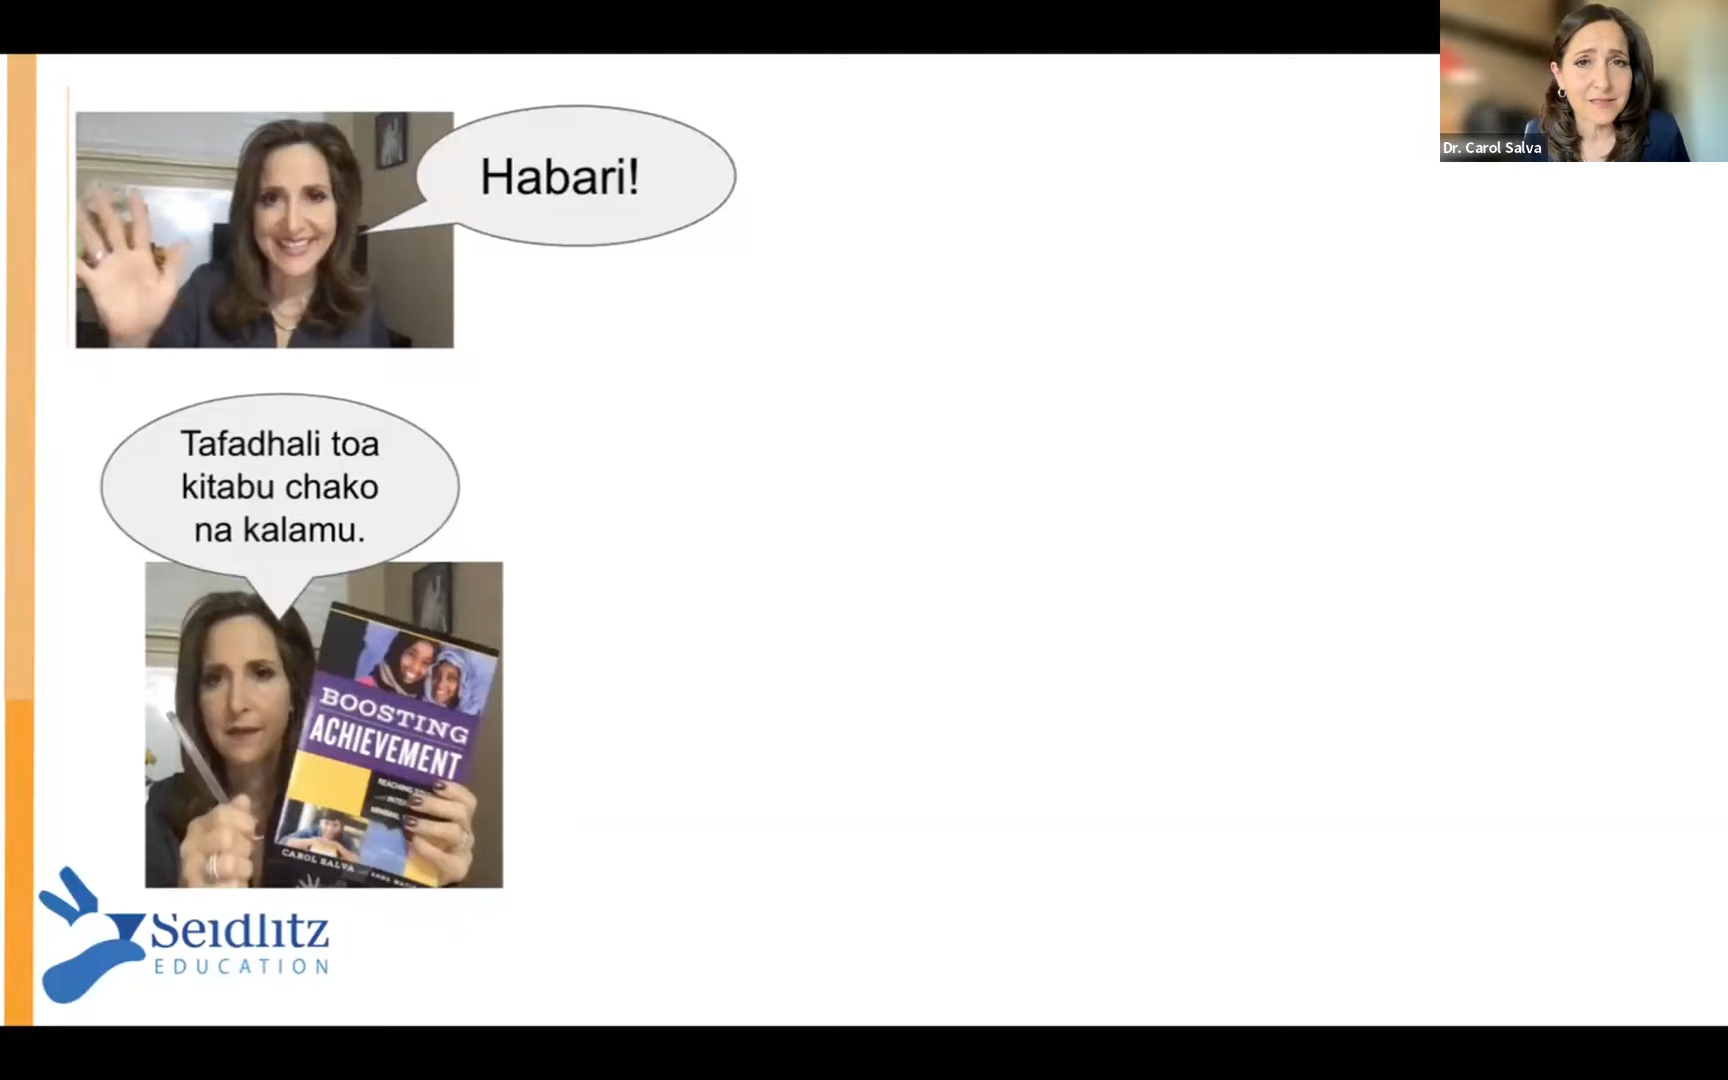 Dr. Carol Salva
Habari!
Tafadhali toa
kitabu chako
na kalamu.
BOOSTING
ACHIEVEMENT
CAROL SALVA
Seidlitz
EDUCATION